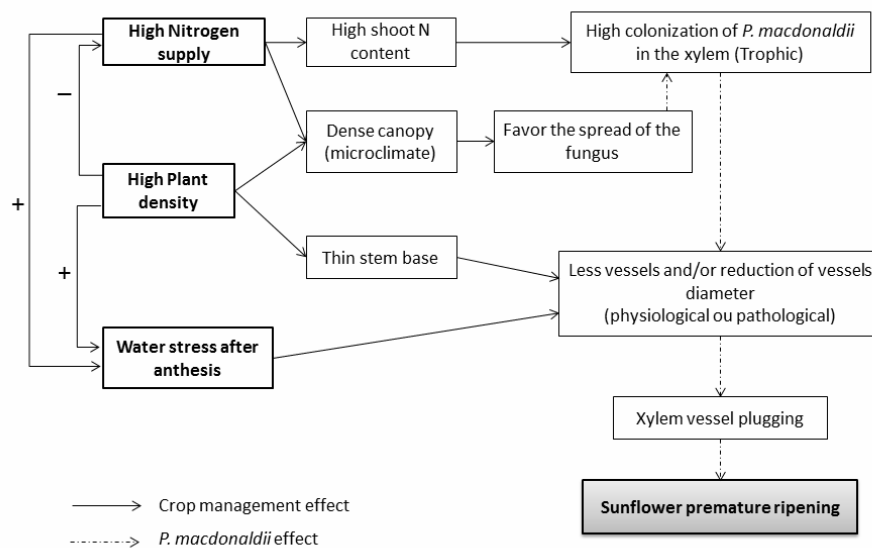 High Nitrogen
supply
High shoot N
content
High colonization of P. macdonaldii
in the xylem (Trophic)
–
Dense canopy
(microclimate)
Favor the spread of the
fungus
High Plant
density
+
+
Thin stem base
Less vessels and/or reduction of vessels
diameter
(physiological ou pathological)
Water stress after
anthesis
Xylem vessel plugging
Sunflower premature ripening
Crop management effect
P. macdonaldii effect